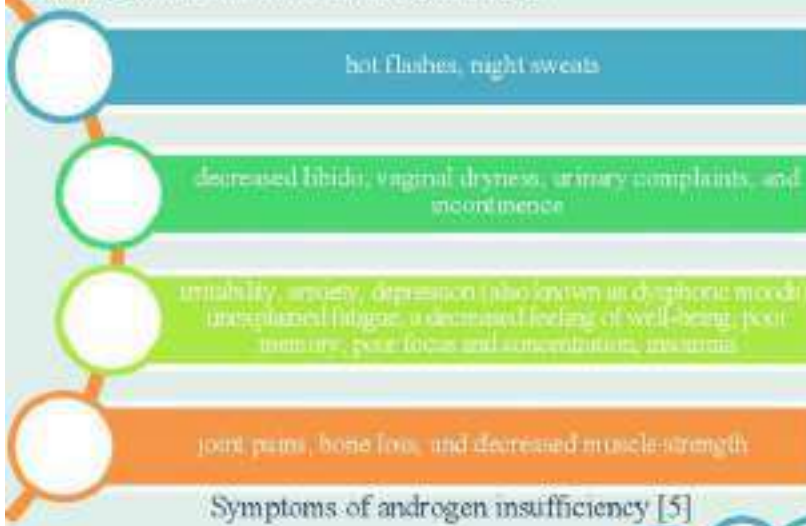 hot flashes, night sweats
decreased libido, vaginal dryness, urinary complaints, and
incontinence
irritability, anxiety, depression (also known as dysphoric mood)
unexplained fatigue, a decreased feeling of well-being, poor
memory, poor focus and concentration, insomnia
joint pains, bone loss, and decreased muscle strength
Symptoms of androgen insufficiency [5]